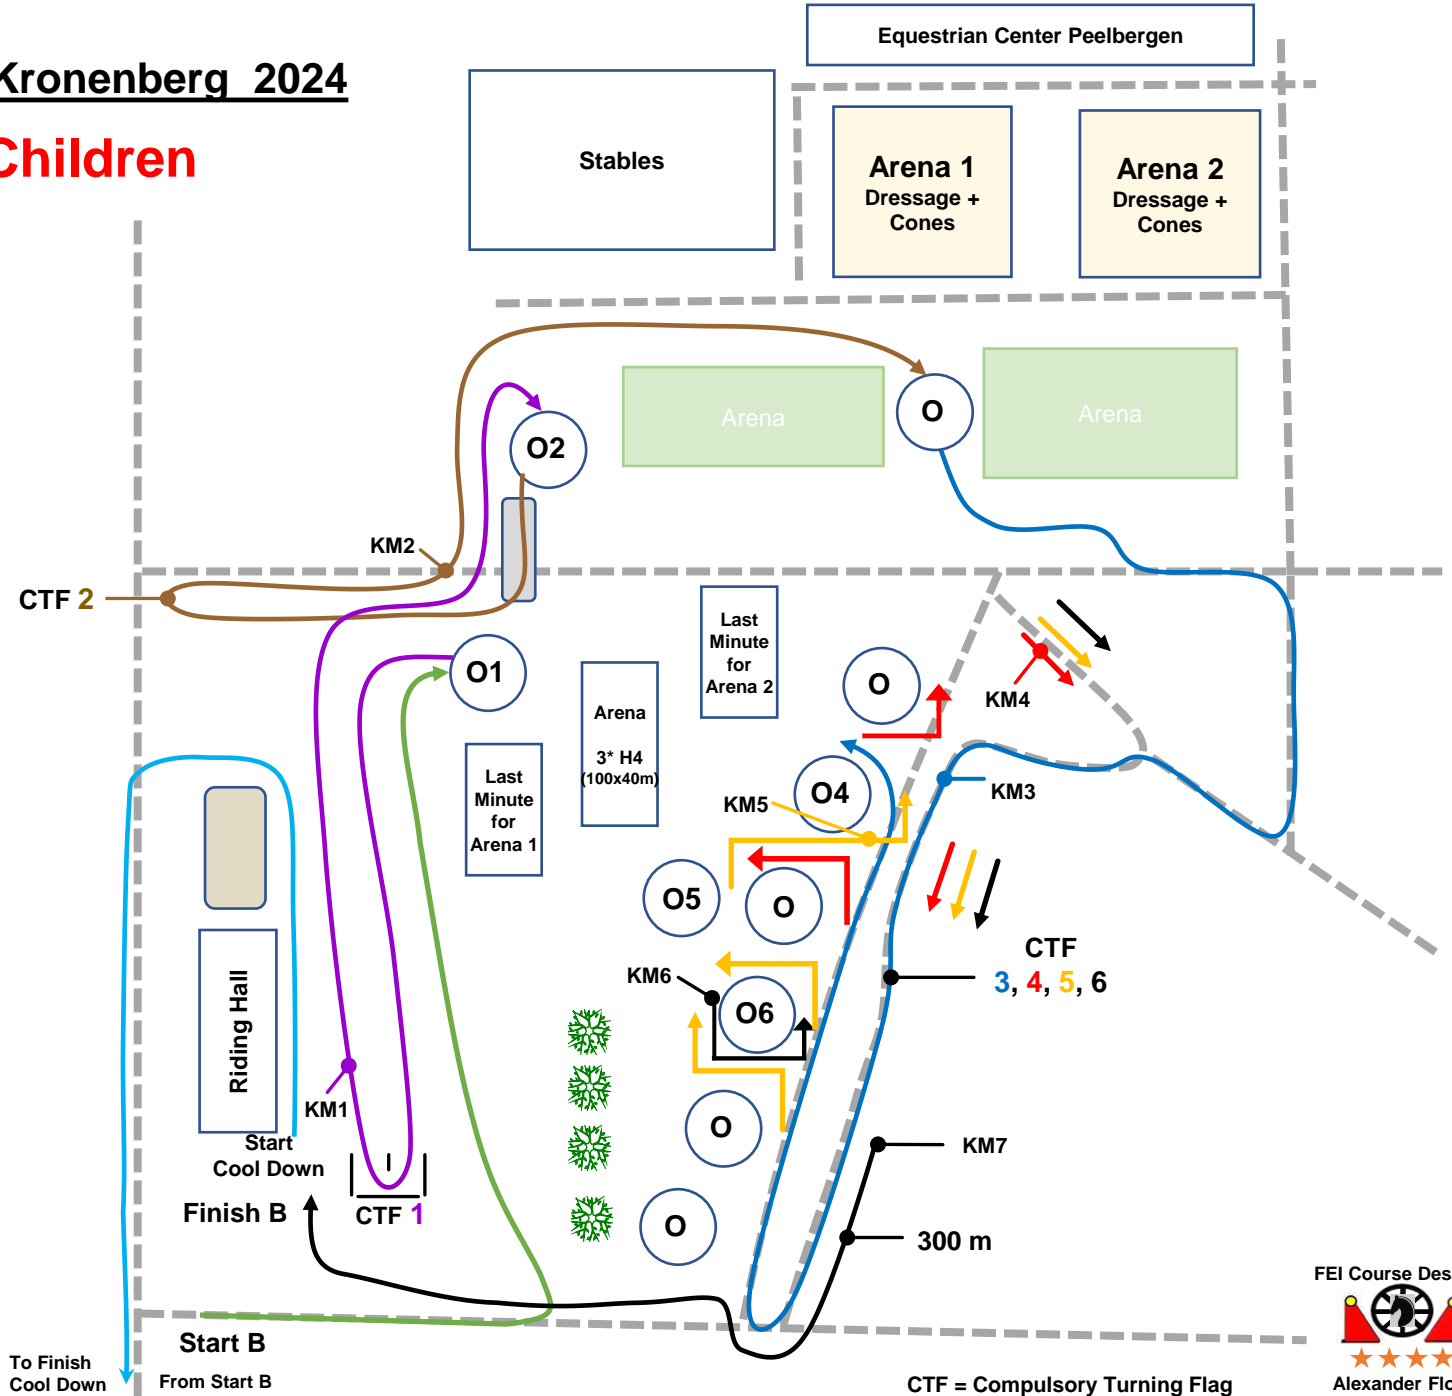 Equestrian Center Peelbergen
Kronenberg 2024
Children
Stables
Arena 1
Dressage +
Cones
Arena 2
Dressage +
Cones
Arena
O
Arena
O2
KM2
CTF 2
O1
Last
Minute
for
Arena 2
O
KM4
Arena
3* H4
(100x40m)
Last
Minute
for
Arena 1
O4
KM5
KM3
O5
O
CTF
3, 4, 5, 6
KM6
O6
Riding Hall
KM1
O
KM7
Start
Cool Down
Finish B
CTF 1
O
300 m
FEI Course Des
Start B
To Finish
Cool Down
From Start B
CTF = Compulsory Turning Flag
Alexander Flo